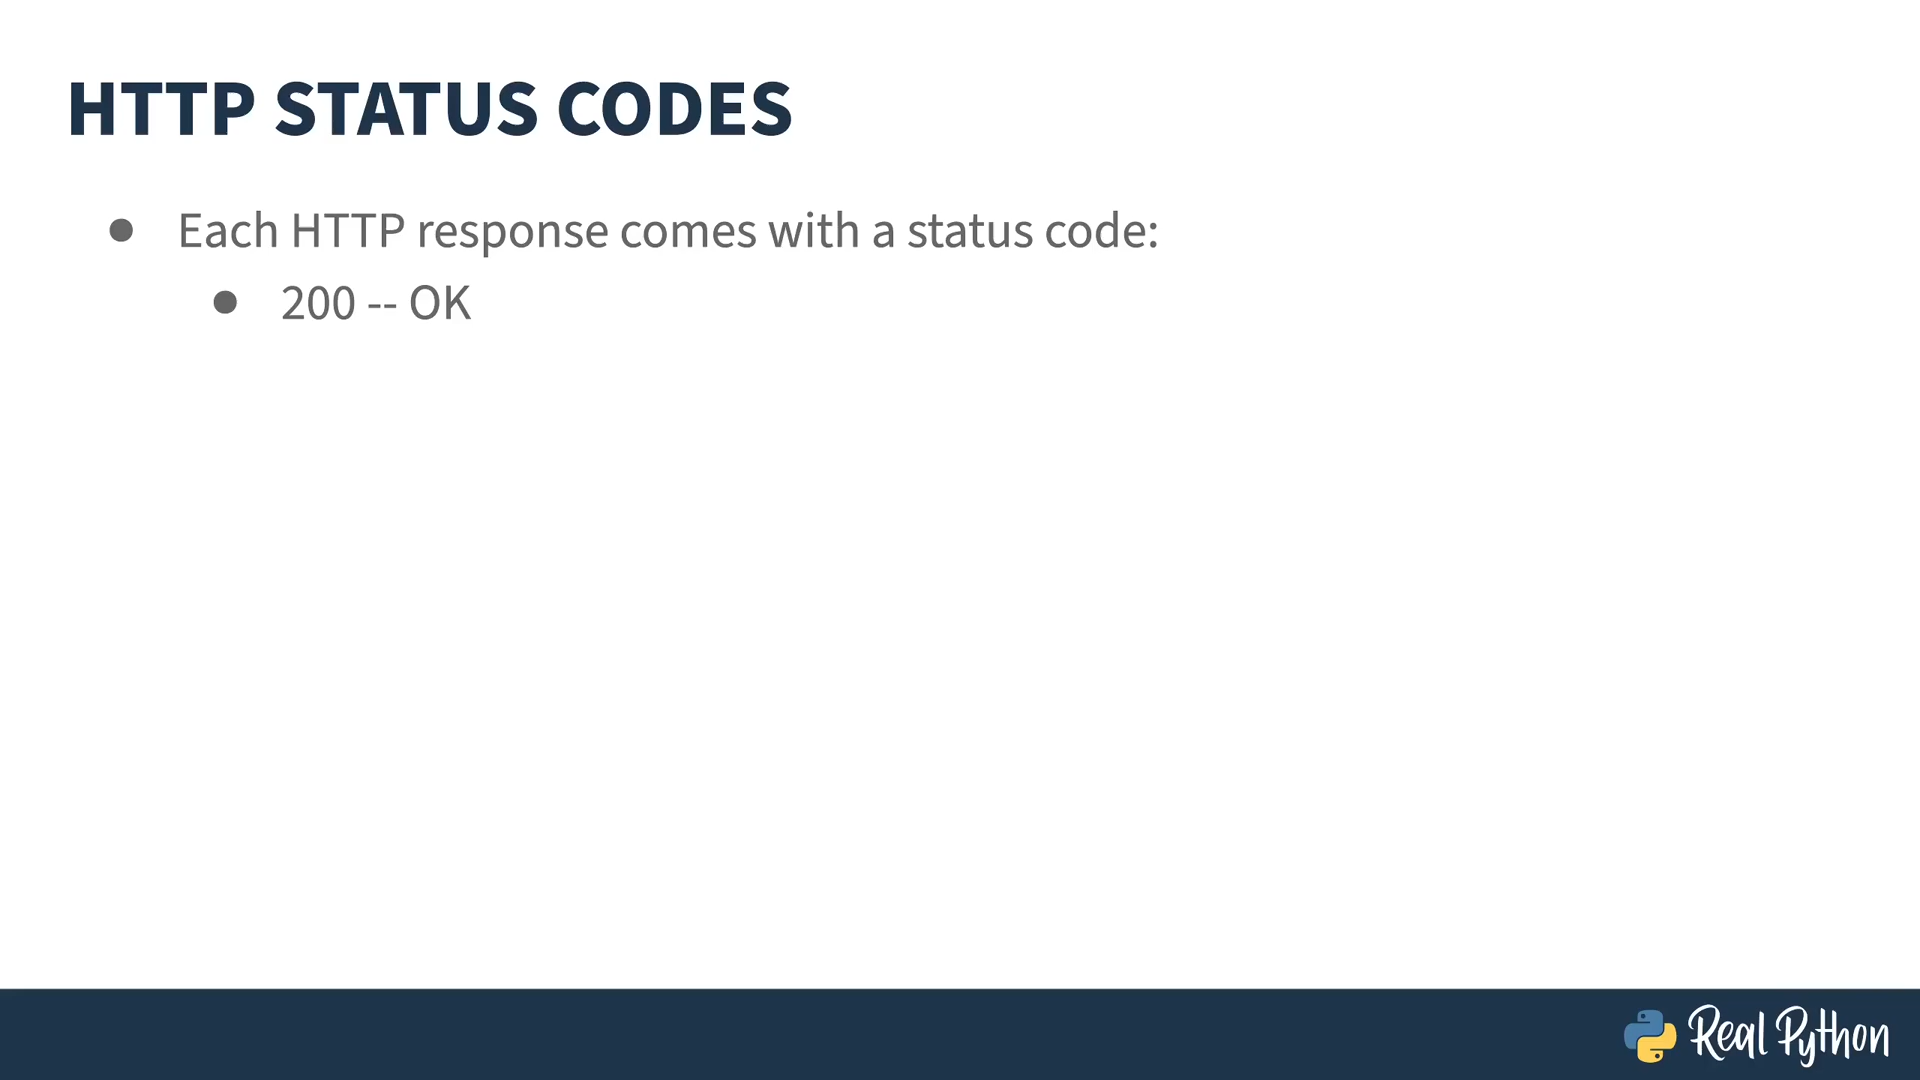 HTTP STATUS CODES
● Each HTTP response comes with a status code:
● 200 -- OK
Real Python